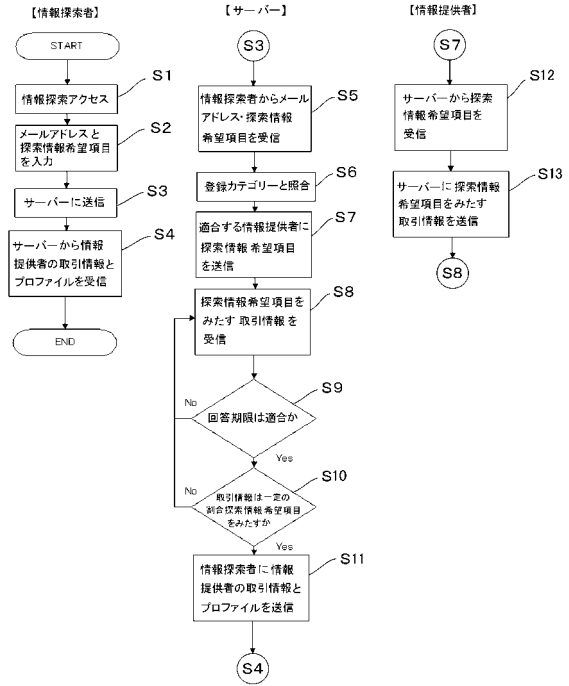 【情報探索者】
START
S1
情報探索アクセス
S2
メールアドレスと
探索情報希望項目
を入力
S3
サーバーに送信
S4
サーバーから情報
提供者の取引情報と
プロファイルを受信
END
【サーバー】
S3
S5
情報探索者からメール
アドレス・探索情報
希望項目を受信
S6
登録カテゴリーと照合
S7
適合する情報提供者に
探索情報希望項目
を送信
S8
探索情報希望項目を
みたす取引情報を
受信
S9
No
回答期限は適合か
Yes
S10
No
取引情報は一定の
割合探索情報希望項目
をみたすか
Yes
S11
情報探索者に情報
提供者の取引情報と
プロファイルを送信
S4
【情報提供者】
S7
S12
サーバーから探索
情報希望項目を
受信
S13
サーバーに探索情報
希望項目をみたす
取引情報を送信
S8